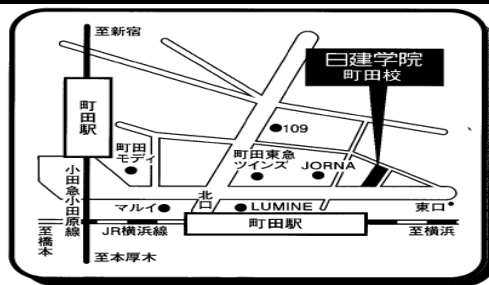 至新宿
日建学院
町田校
町田駅
109
町田
モディ
町田東急
ツインズ
JORNA
小田急小田原線
北口
マルイ
LUMINE
東口
町田駅
至橋本
JR横浜線
至横浜
至本厚木